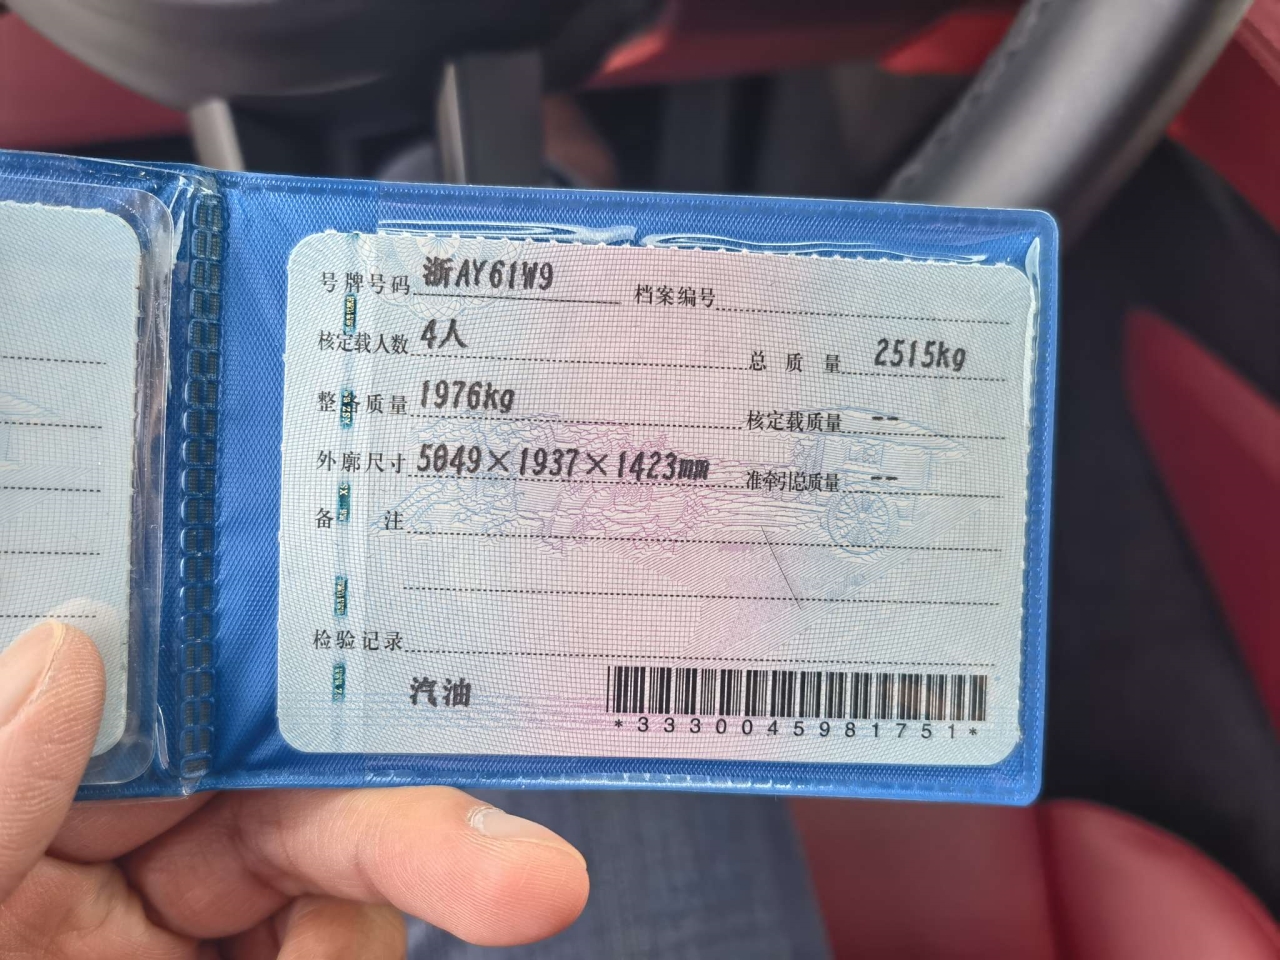 号牌号码 浙AY61W9 档案编号
核定载人数 4人 总质量 2515kg
整备质量 1976kg 核定载质量 --
外廓尺寸 5049×1937×1423mm 准牵引总质量 --
备注
检验记录
汽油
*3330045981751*